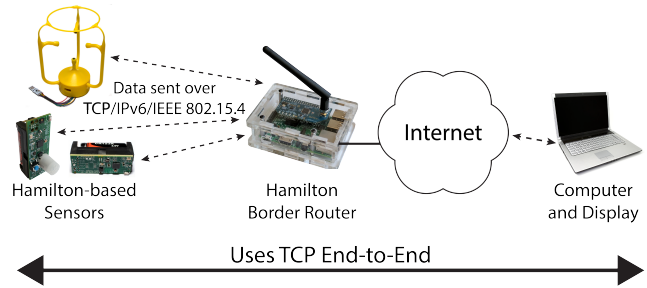 Data sent over
TCP/IPv6/IEEE 802.15.4
Internet
Hamilton-based
Sensors
Hamilton
Border Router
Computer
and Display
Uses TCP End-to-End